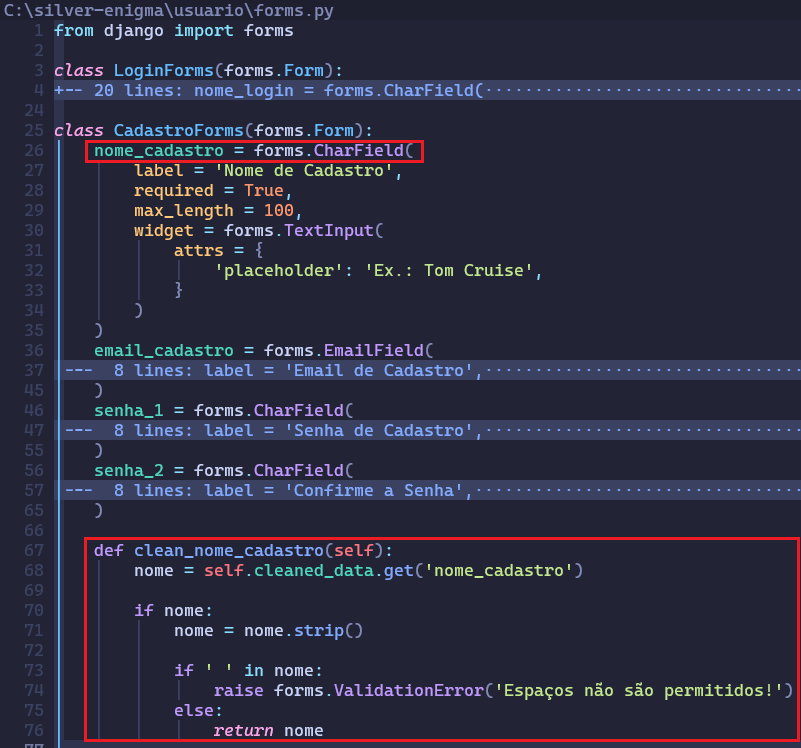 C:\silver-enigma\usuario\forms.py
1 from django import forms
2
3 class LoginForms(forms.Form):
4 +-- 20 lines: nome_login = forms.CharField(································
24
25 class CadastroForms(forms.Form):
26     nome_cadastro = forms.CharField(
27         label = 'Nome de Cadastro',
28         required = True,
29         max_length = 100,
30         widget = forms.TextInput(
31             attrs = {
32                 'placeholder': 'Ex.: Tom Cruise',
33             }
34         )
35     )
36     email_cadastro = forms.EmailField(
37 ---  8 lines: label = 'Email de Cadastro',································
45     )
46     senha_1 = forms.CharField(
47 ---  8 lines: label = 'Senha de Cadastro',································
55     )
56     senha_2 = forms.CharField(
57 ---  8 lines: label = 'Confirme a Senha',·································
65     )
66
67     def clean_nome_cadastro(self):
68         nome = self.cleaned_data.get('nome_cadastro')
69
70         if nome:
71             nome = nome.strip()
72
73             if ' ' in nome:
74                 raise forms.ValidationError('Espaços não são permitidos!')
75             else:
76                 return nome
77